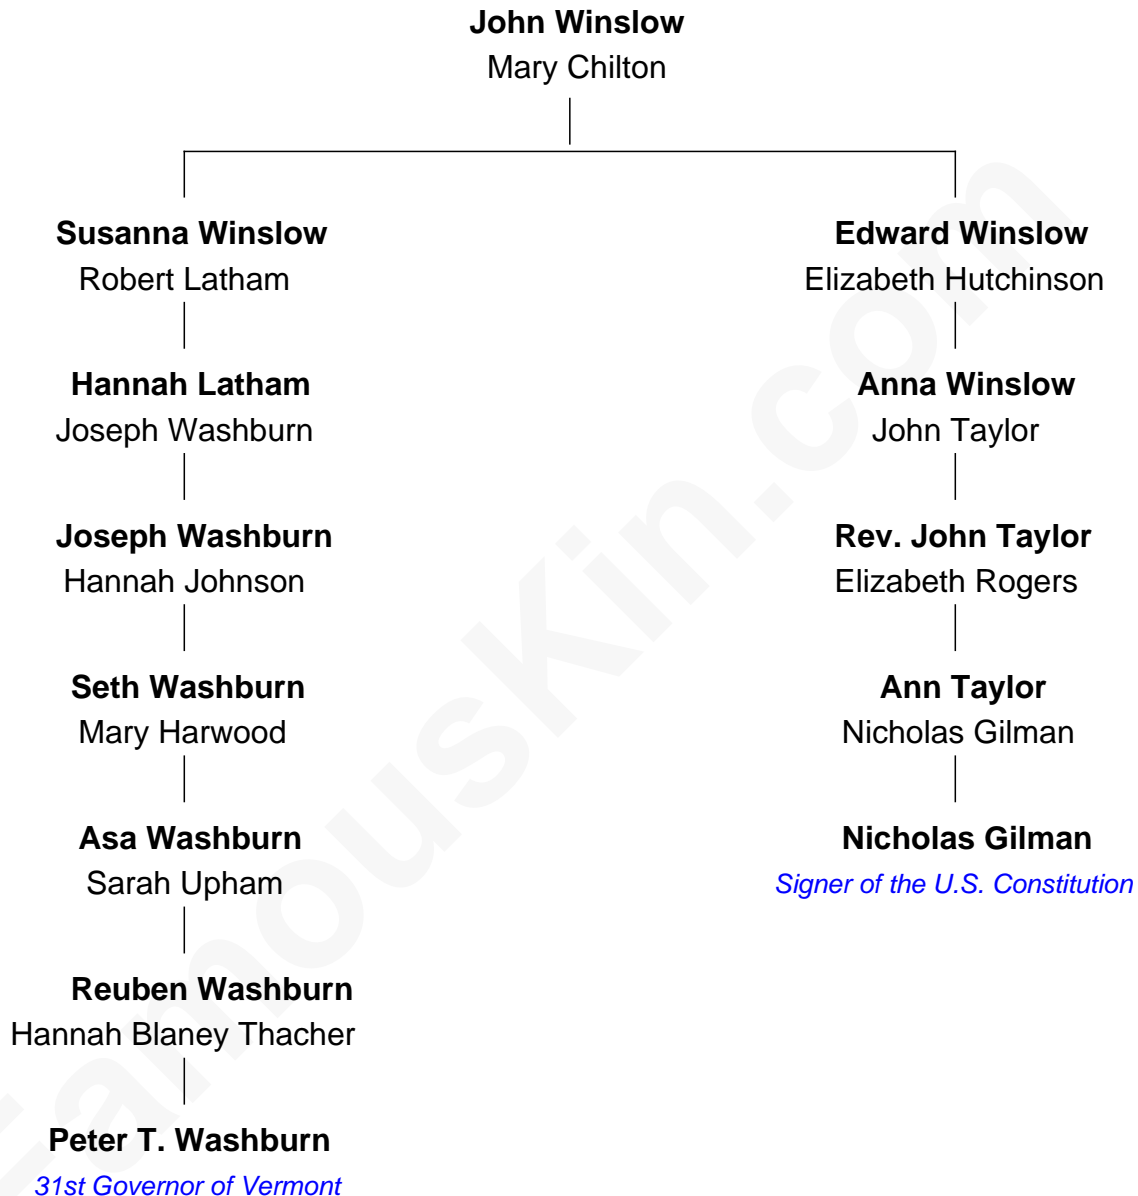 John Winslow
Mary Chilton
Susanna Winslow
Robert Latham
Hannah Latham
Joseph Washburn
Joseph Washburn
Hannah Johnson
Seth Washburn
Mary Harwood
Asa Washburn
Sarah Upham
Reuben Washburn
Hannah Blaney Thacher
Peter T. Washburn
31st Governor of Vermont
Edward Winslow
Elizabeth Hutchinson
Anna Winslow
John Taylor
Rev. John Taylor
Elizabeth Rogers
Ann Taylor
Nicholas Gilman
Nicholas Gilman
Signer of the U.S. Constitution
FamousKin.com